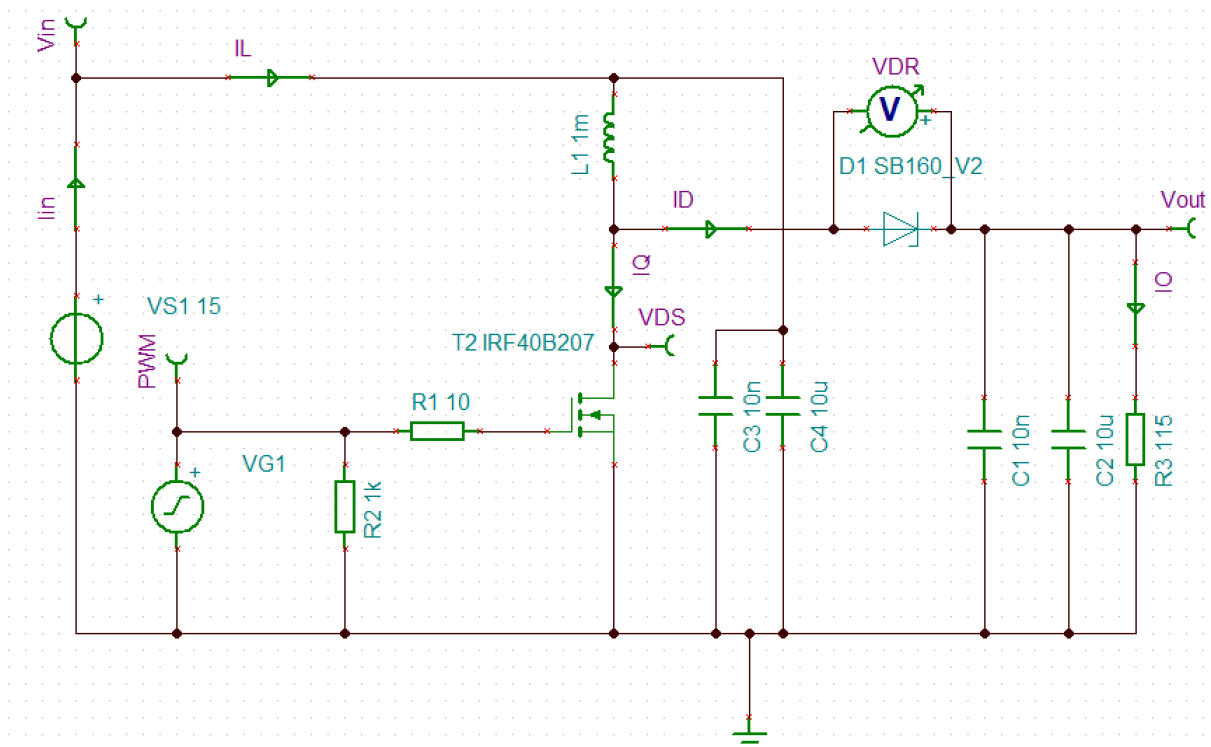 Vin
IL
VDR
V
+
L1 1m
D1 SB160_V2
Iin
ID
Vout
IQ
IO
+
VS1 15
VDS
T2 IRF40B207
PWM
R1 10
C3 10n
C4 10u
C1 10n
C2 10u
R3 115
VG1
+
R2 1k